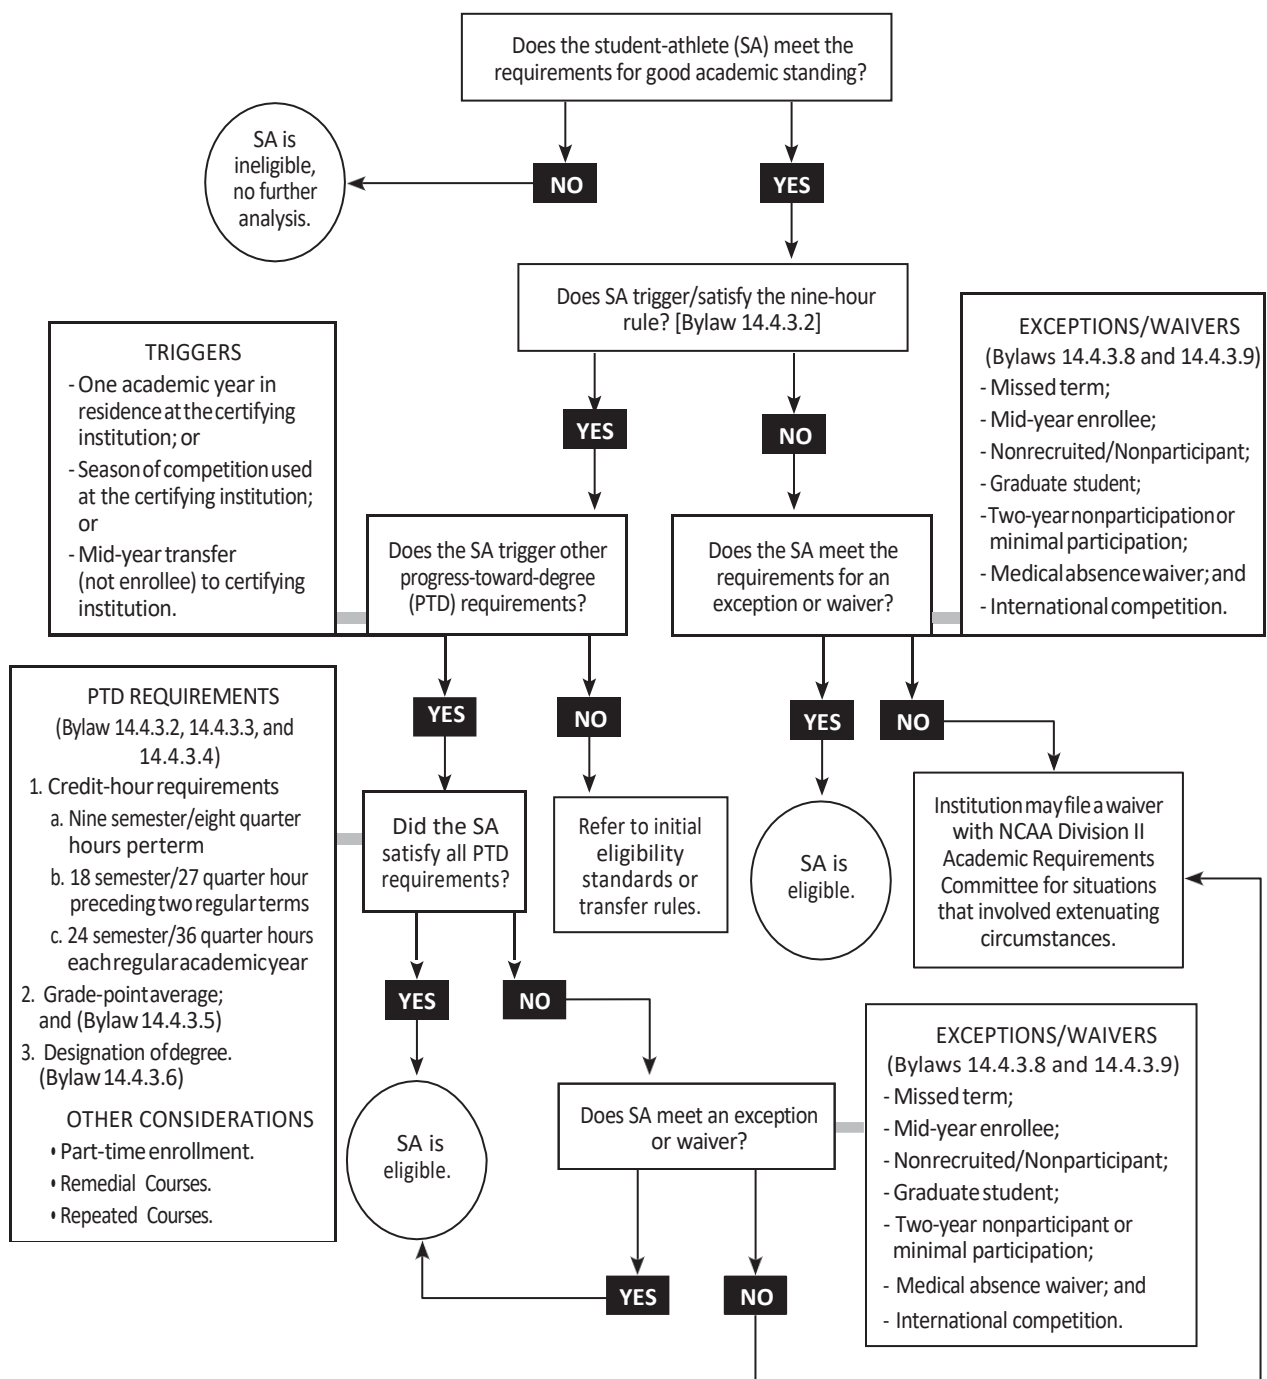 Does the student-athlete (SA) meet the
requirements for good academic standing?
SA is
ineligible,
no further
analysis.
NO
YES
Does SA trigger/satisfy the nine-hour
rule? [Bylaw 14.4.3.2]
TRIGGERS
- One academic year in
residence at the certifying
institution; or
- Season of competition used
at the certifying institution;
or
- Mid-year transfer
(not enrollee) to certifying
institution.
YES
NO
EXCEPTIONS/WAIVERS
(Bylaws 14.4.3.8 and 14.4.3.9)
- Missed term;
- Mid-year enrollee;
- Nonrecruited/Nonparticipant;
- Graduate student;
- Two-year nonparticipation or
minimal participation;
- Medical absence waiver; and
- International competition.
Does the SA trigger other
progress-toward-degree
(PTD) requirements?
Does the SA meet the
requirements for an
exception or waiver?
YES
NO
YES
NO
PTD REQUIREMENTS
(Bylaw 14.4.3.2, 14.4.3.3, and
14.4.3.4)
1. Credit-hour requirements
a. Nine semester/eight quarter
hours per term
b. 18 semester/27 quarter hour
preceding two regular terms
c. 24 semester/36 quarter hours
each regular academic year
2. Grade-point average;
and (Bylaw 14.4.3.5)
3. Designation of degree.
(Bylaw 14.4.3.6)
OTHER CONSIDERATIONS
• Part-time enrollment.
• Remedial Courses.
• Repeated Courses.
Did the SA
satisfy all PTD
requirements?
Refer to initial
eligibility
standards or
transfer rules.
SA is
eligible.
Institution may file a waiver
with NCAA Division II
Academic Requirements
Committee for situations
that involved extenuating
circumstances.
YES
NO
SA is
eligible.
Does SA meet an exception
or waiver?
EXCEPTIONS/WAIVERS
(Bylaws 14.4.3.8 and 14.4.3.9)
- Missed term;
- Mid-year enrollee;
- Nonrecruited/Nonparticipant;
- Graduate student;
- Two-year nonparticipant or
minimal participation;
- Medical absence waiver; and
- International competition.
YES
NO